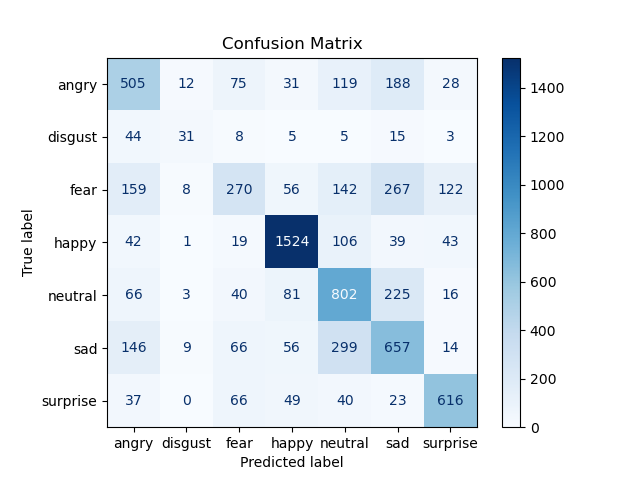 Confusion Matrix
angry 505 12 75 31 119 188 28
disgust 44 31 8 5 5 15 3
fear 159 8 270 56 142 267 122
happy 42 1 19 1524 106 39 43
neutral 66 3 40 81 802 225 16
sad 146 9 66 56 299 657 14
surprise 37 0 66 49 40 23 616
angry disgust fear happy neutral sad surprise
Predicted label
True label
1400
1200
1000
800
600
400
200
0